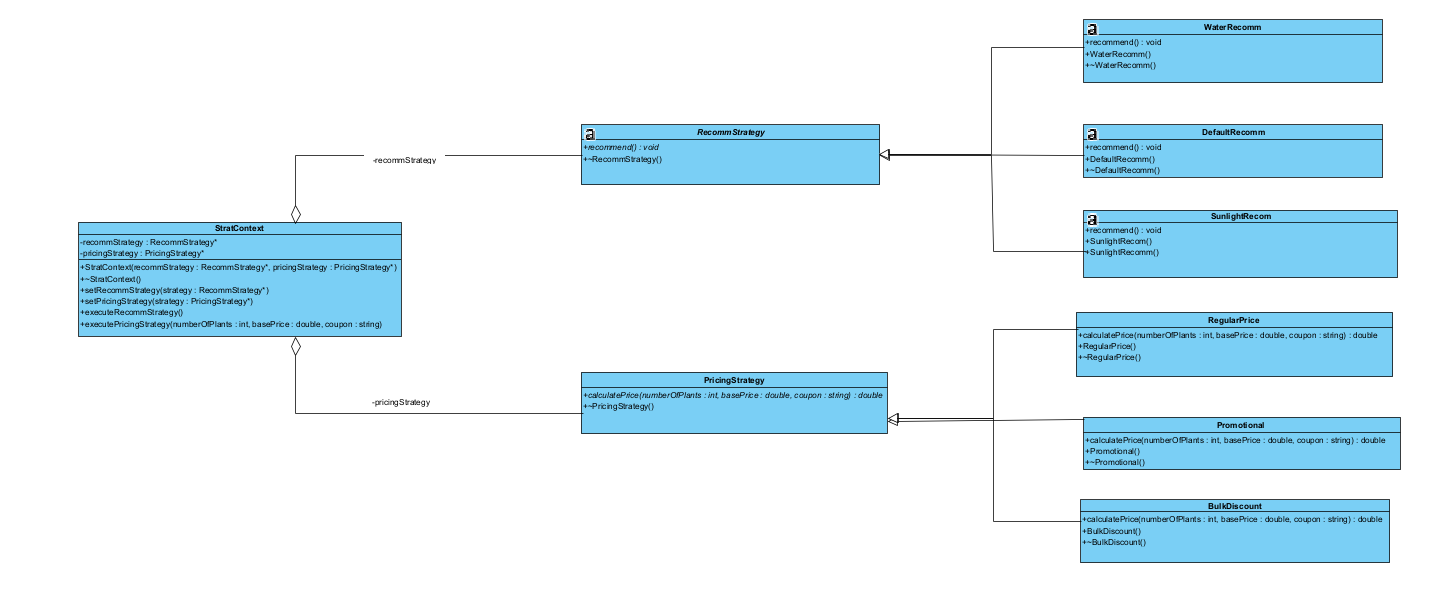 WaterRecomm
+recommend() : void
+WaterRecomm()
+~WaterRecomm()
a
RecommStrategy
+recommend() : void
+~RecommStrategy()
a
DefaultRecomm
+recommend() : void
+DefaultRecomm()
+~DefaultRecomm()
a
-recommStrategy
SunlightRecom
+recommend() : void
+SunlightRecom()
+SunlightRecomm()
a
StratContext
-recommStrategy : RecommStrategy*
-pricingStrategy : PricingStrategy*
+StratContext(recommStrategy : RecommStrategy*, pricingStrategy : PricingStrategy*)
+~StratContext()
+setRecommStrategy(strategy : RecommStrategy*)
+setPricingStrategy(strategy : PricingStrategy*)
+executeRecommStrategy()
+executePricingStrategy(numberOfPlants : int, basePrice : double, coupon : string)
RegularPrice
+calculatePrice(numberOfPlants : int, basePrice : double, coupon : string) : double
+RegularPrice()
+~RegularPrice()
PricingStrategy
+calculatePrice(numberOfPlants : int, basePrice : double, coupon : string) : double
+~PricingStrategy()
-pricingStrategy
Promotional
+calculatePrice(numberOfPlants : int, basePrice : double, coupon : string) : double
+Promotional()
+~Promotional()
BulkDiscount
+calculatePrice(numberOfPlants : int, basePrice : double, coupon : string) : double
+BulkDiscount()
+~BulkDiscount()